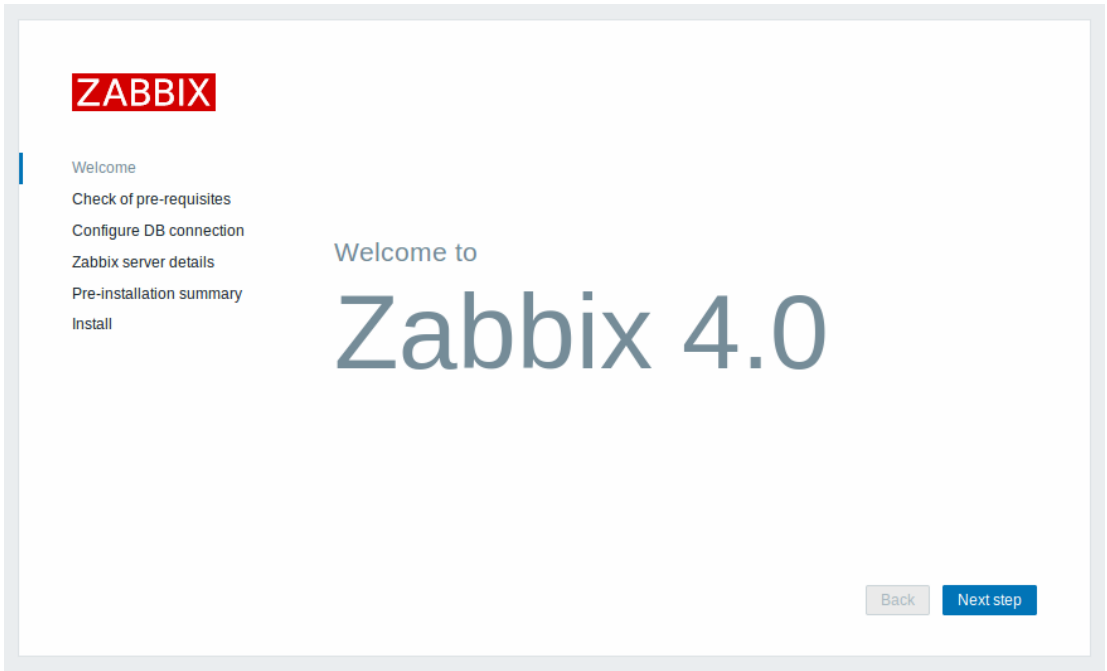 ZABBIX
Welcome
Check of pre-requisites
Configure DB connection
Zabbix server details
Pre-installation summary
Install
Welcome to
Zabbix 4.0
Back
Next step